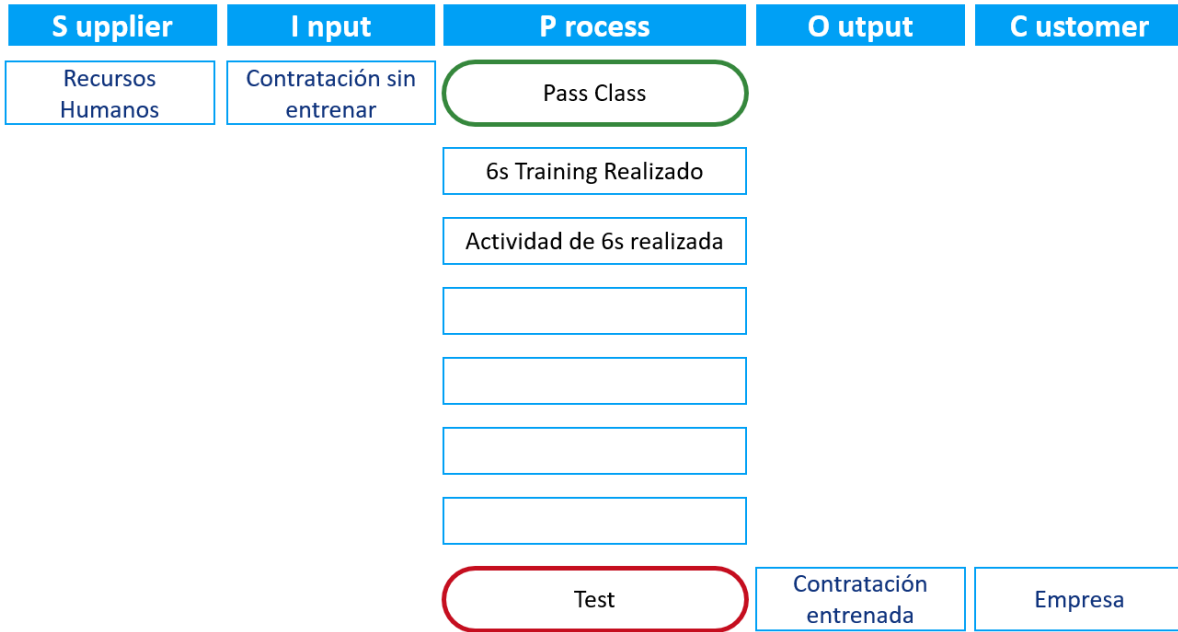 S upplier
I nput
P rocess
O utput
C ustomer
Recursos
Humanos
Contratación sin
entrenar
Pass Class
6s Training Realizado
Actividad de 6s realizada
Test
Contratación
entrenada
Empresa